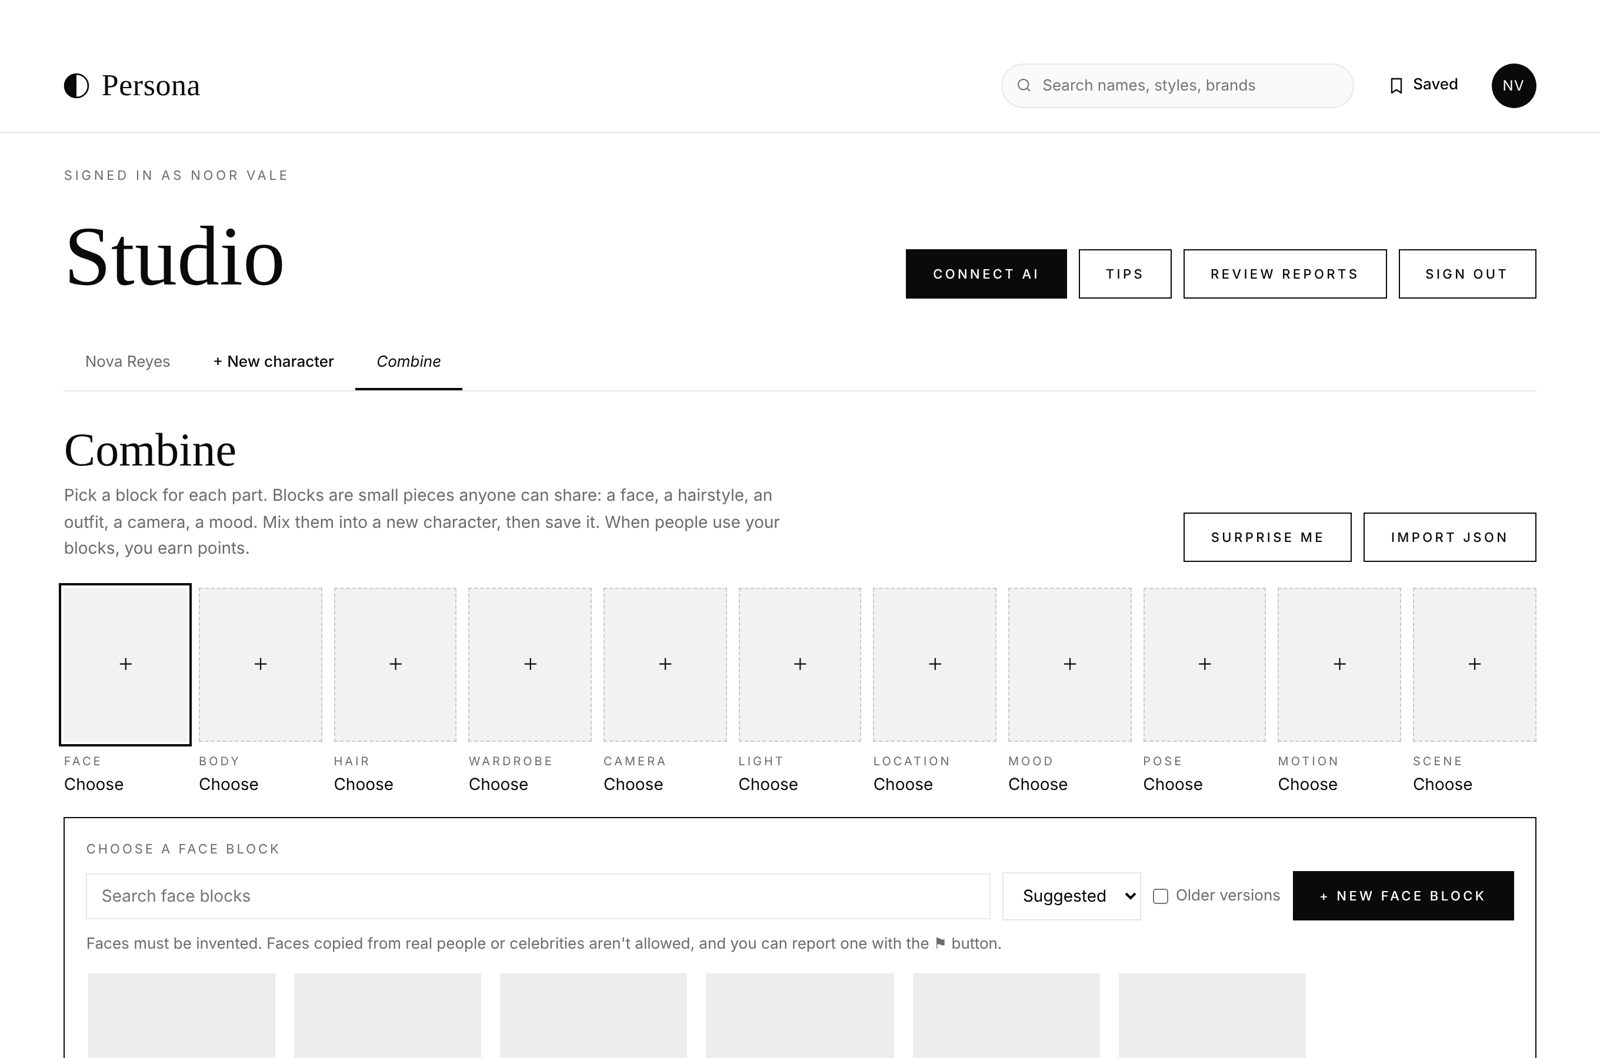 Persona
Search names, styles, brands
Saved
NV
SIGNED IN AS NOOR VALE
Studio
CONNECT AI
TIPS
REVIEW REPORTS
SIGN OUT
Nova Reyes
+ New character
Combine
Combine
Pick a block for each part. Blocks are small pieces anyone can share: a face, a hairstyle, an
outfit, a camera, a mood. Mix them into a new character, then save it. When people use your
blocks, you earn points.
SURPRISE ME
IMPORT JSON
+ + + + + + + + + + +
FACE BODY HAIR WARDROBE CAMERA LIGHT LOCATION MOOD POSE MOTION SCENE
Choose Choose Choose Choose Choose Choose Choose Choose Choose Choose Choose
CHOOSE A FACE BLOCK
Search face blocks
Suggested
Older versions
+ NEW FACE BLOCK
Faces must be invented. Faces copied from real people or celebrities aren't allowed, and you can report one with the ⚑ button.